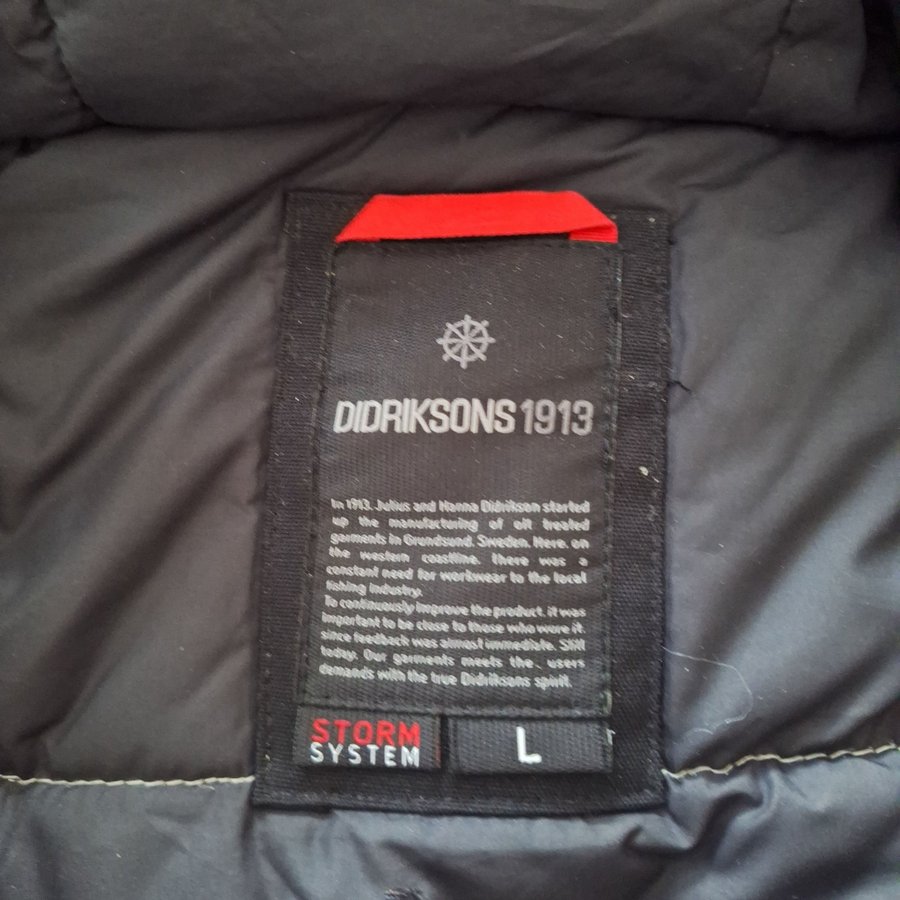 DIDRIKSONS 1913
In 1913, Julius and Hanna Didrikson started
up the manufacturing of oil treated
garments in Grundsund, Sweden. Here, on
the western coastline, there was a
constant need for workwear to the local
fishing industry.
To continuously improve the product, it was
important to be close to those who wore it
since feedback was almost immediate. Still
today. Our garments meets the users
demands with the true Didriksons spirit.
STORM
SYSTEM
L